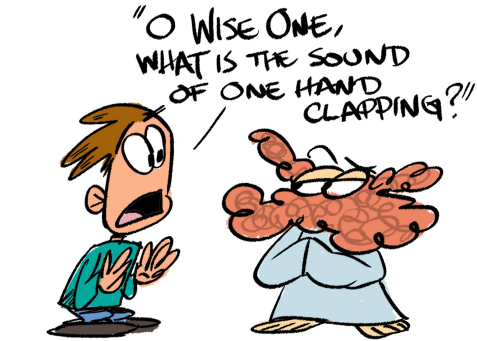 "O WISE ONE,
WHAT IS THE SOUND
OF ONE HAND
CLAPPING?"